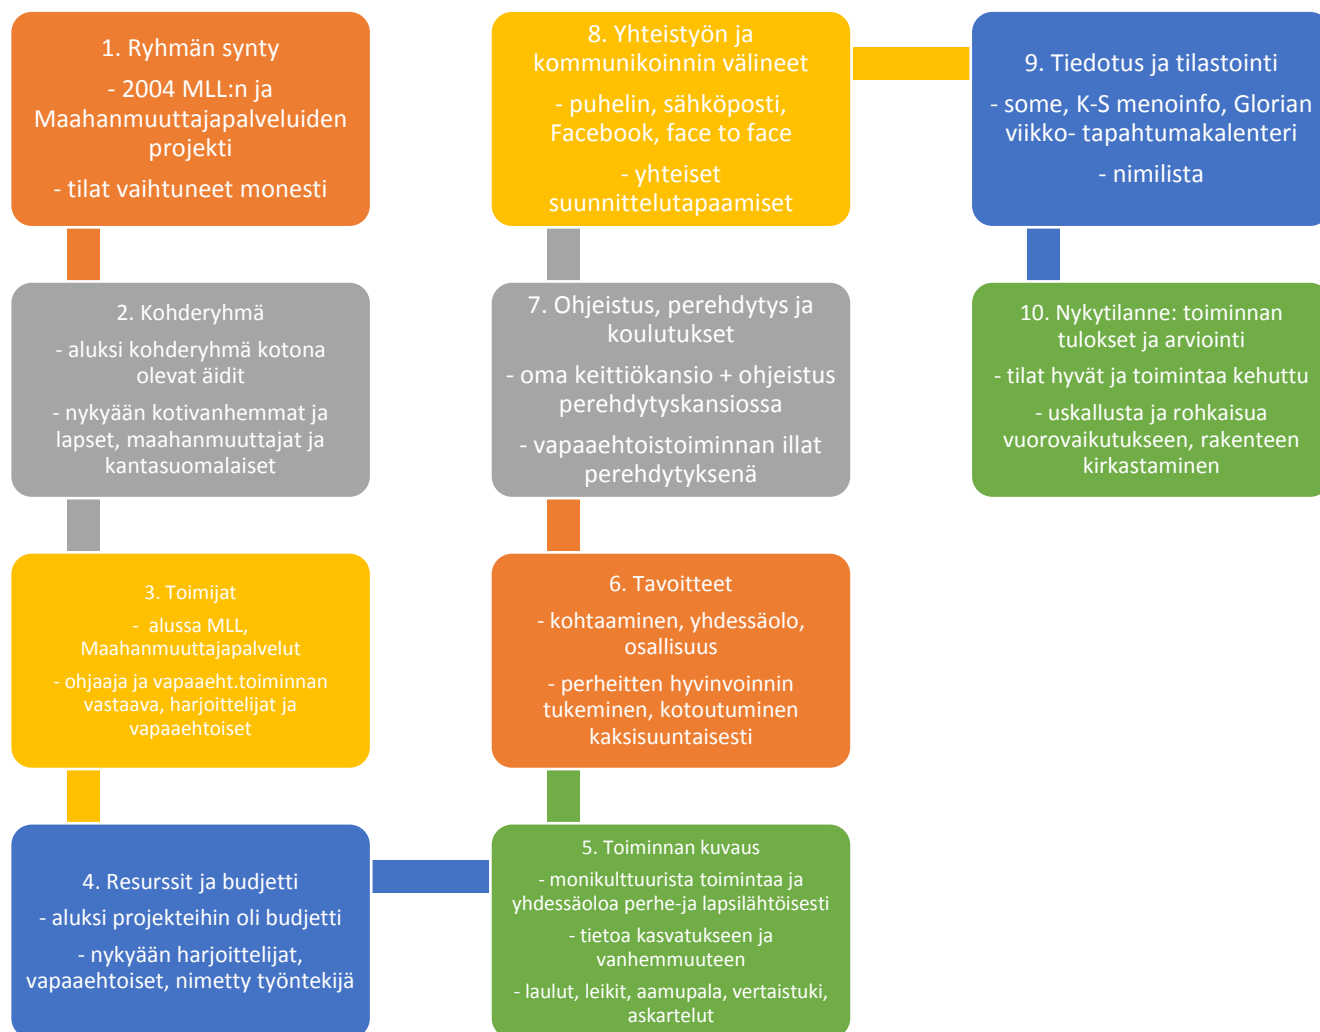 1. Ryhmän synty
- 2004 MLL:n ja
Maahanmuuttajapalveluiden
projekti
- tilat vaihtuneet monesti
2. Kohderyhmä
- aluksi kohderyhmä kotona
olevat äidit
- nykyään kotivanhemmat ja
lapset, maahanmuuttajat ja
kantasuomalaiset
3. Toimijat
- alussa MLL,
Maahanmuuttajapalvelut
- ohjaaja ja vapaaeht.toiminnan
vastaava, harjoittelijat ja
vapaaehtoiset
4. Resurssit ja budjetti
- aluksi projekteihin oli budjetti
- nykyään harjoittelijat,
vapaaehtoiset, nimetty työntekijä
5. Toiminnan kuvaus
- monikulttuurista toimintaa ja
yhdessäoloa perhe-ja lapsilähtöisesti
- tietoa kasvatukseen ja
vanhemmuuteen
- laulut, leikit, aamupala, vertaistuki,
askartelut
6. Tavoitteet
- kohtaaminen, yhdessäolo,
osallisuus
- perheitten hyvinvoinnin
tukeminen, kotoutuminen
kaksisuuntaisesti
7. Ohjeistus, perehdytys ja
koulutukset
- oma keittiökansio + ohjeistus
perehdytyskansiossa
- vapaaehtoistoiminnan illat
perehdytyksenä
8. Yhteistyön ja
kommunikoinnin välineet
- puhelin, sähköposti,
Facebook, face to face
- yhteiset
suunnittelutapaamiset
9. Tiedotus ja tilastointi
- some, K-S menoinfo, Glorian
viikko- tapahtumakalenteri
- nimilista
10. Nykytilanne: toiminnan
tulokset ja arviointi
- tilat hyvät ja toimintaa kehuttu
- uskallusta ja rohkaisua
vuorovaikutukseen, rakenteen
kirkastaminen